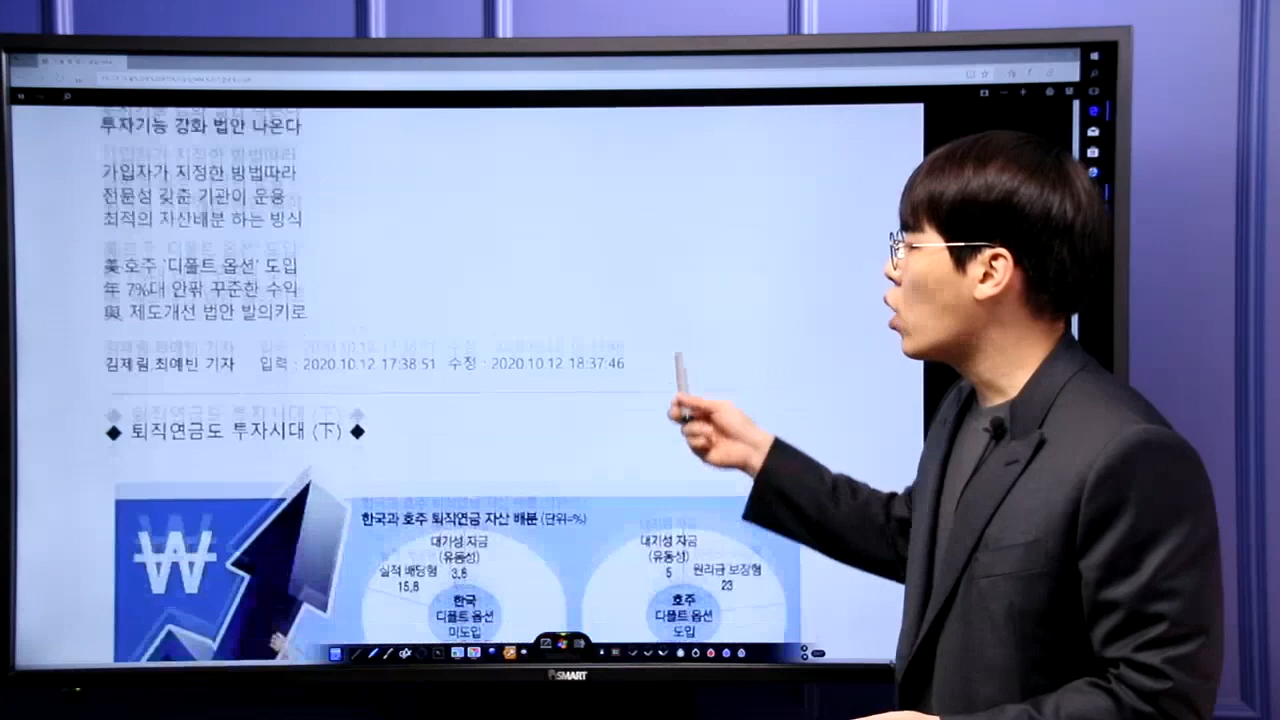 투자기능 강화 법안 나온다
가입자가 지정한 방법따라
전문성 갖춘 기관이 운용
최적의 자산배분 하는 방식
美·호주 '디폴트 옵션' 도입
年 7%대 안팎 꾸준한 수익
與, 제도개선 법안 발의키로
김제림,최예빈 기자 입력 : 2020.10.12 17:38:51 수정 : 2020.10.12 18:37:46
◆ 퇴직연금도 투자시대 (下) ◆
₩
한국과 호주 퇴직연금 자산 배분 (단위=%)
대기성 자금
(유동성)
3.6
실적 배당형
15.8
한국
디폴트 옵션
미도입
대기성 자금
(유동성)
5
원리금 보장형
23
호주
디폴트 옵션
도입
SMART